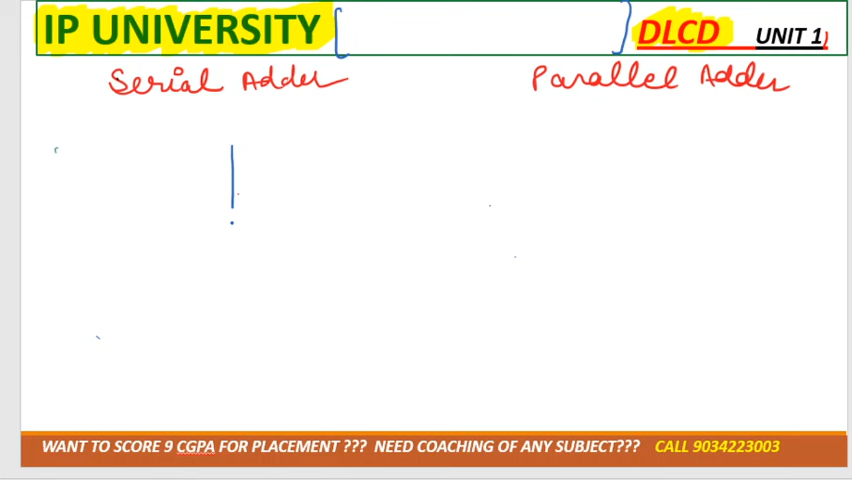 IP UNIVERSITY DLCD UNIT 1
Serial Adder Parallel Adder
WANT TO SCORE 9 CGPA FOR PLACEMENT ??? NEED COACHING OF ANY SUBJECT??? CALL 9034223003